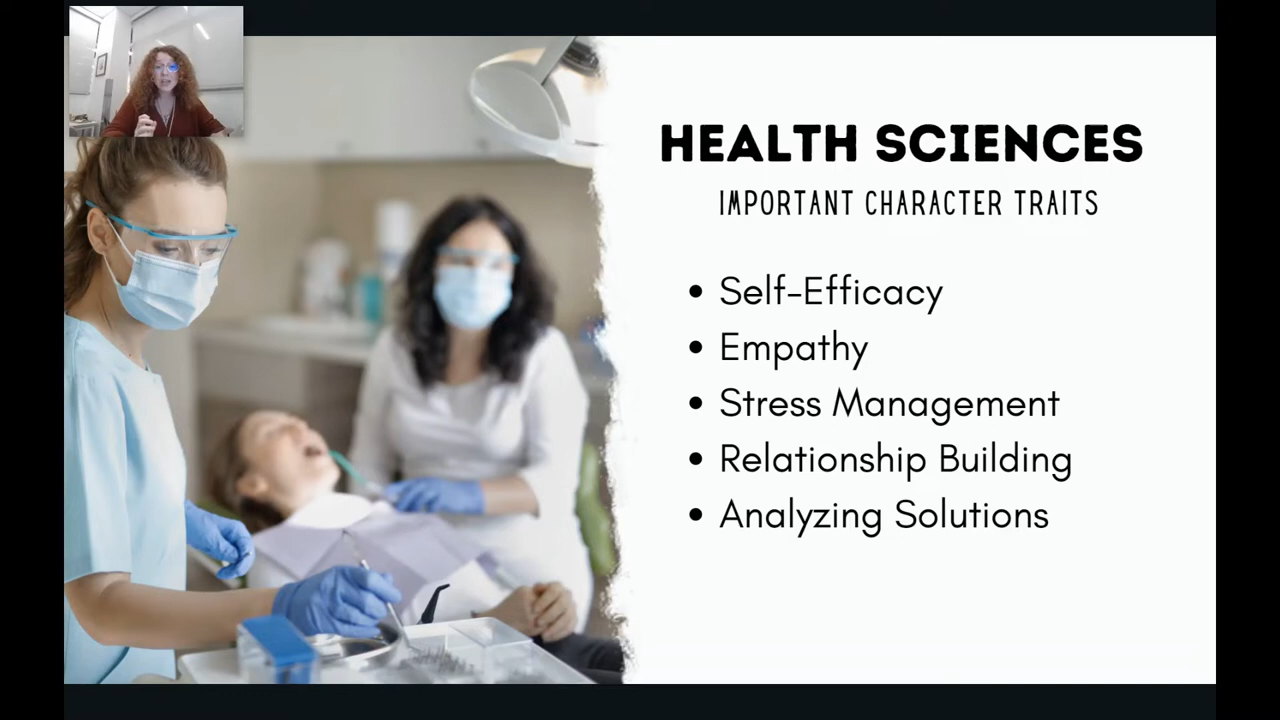 HEALTH SCIENCES
IMPORTANT CHARACTER TRAITS
• Self-Efficacy
• Empathy
• Stress Management
• Relationship Building
• Analyzing Solutions